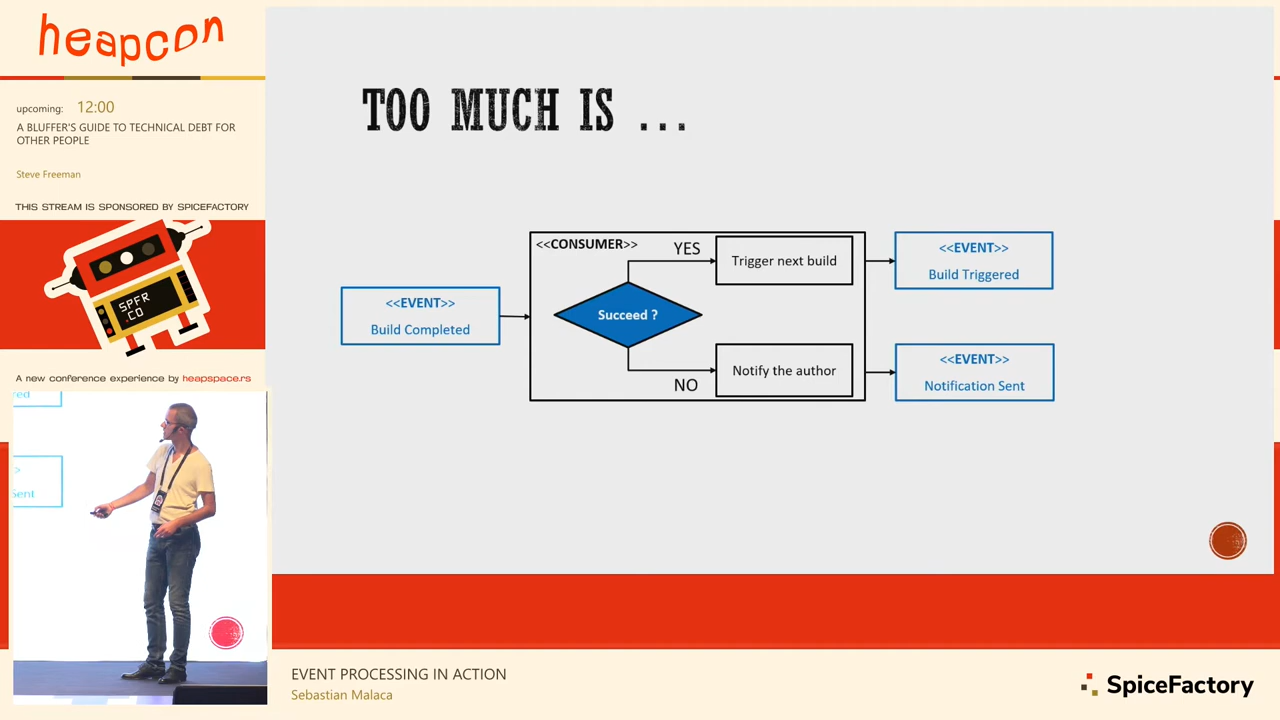 heapcon
upcoming: 12:00
A BLUFFER'S GUIDE TO TECHNICAL DEBT FOR
OTHER PEOPLE
Steve Freeman
THIS STREAM IS SPONSORED BY SPICEFACTORY
SPFR
.CO
A new conference experience by heapspace.rs
TOO MUCH IS ...
<<EVENT>>
Build Completed
<<CONSUMER>>
Succeed ?
YES
Trigger next build
NO
Notify the author
<<EVENT>>
Build Triggered
<<EVENT>>
Notification Sent
red
>
Sent
EVENT PROCESSING IN ACTION
Sebastian Malaca
SpiceFactory